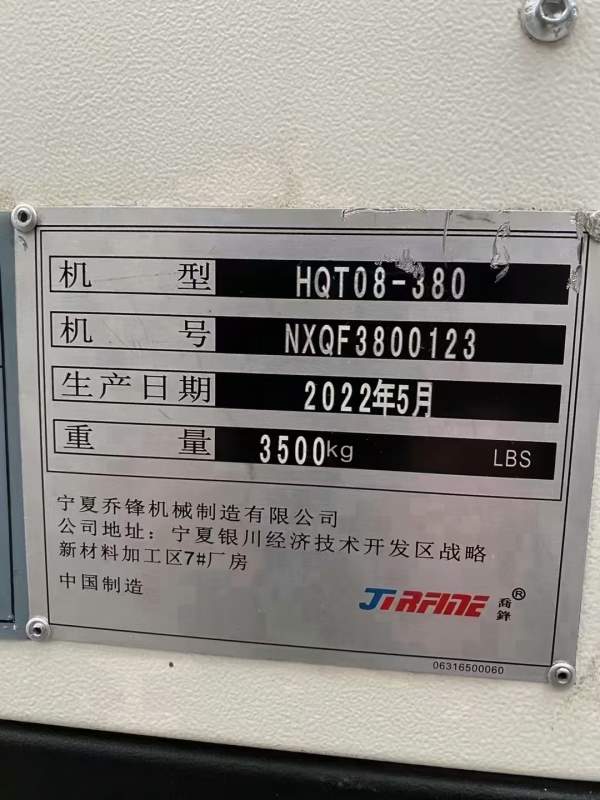 机型 HQT08-380
机号 NXQF3800123
生产日期 2022年5月
重量 3500kg LBS
宁夏乔锋机械制造有限公司
公司地址：宁夏银川经济技术开发区战略
新材料加工区7#厂房
中国制造
JIRFINE 喬鋒®
06316500060